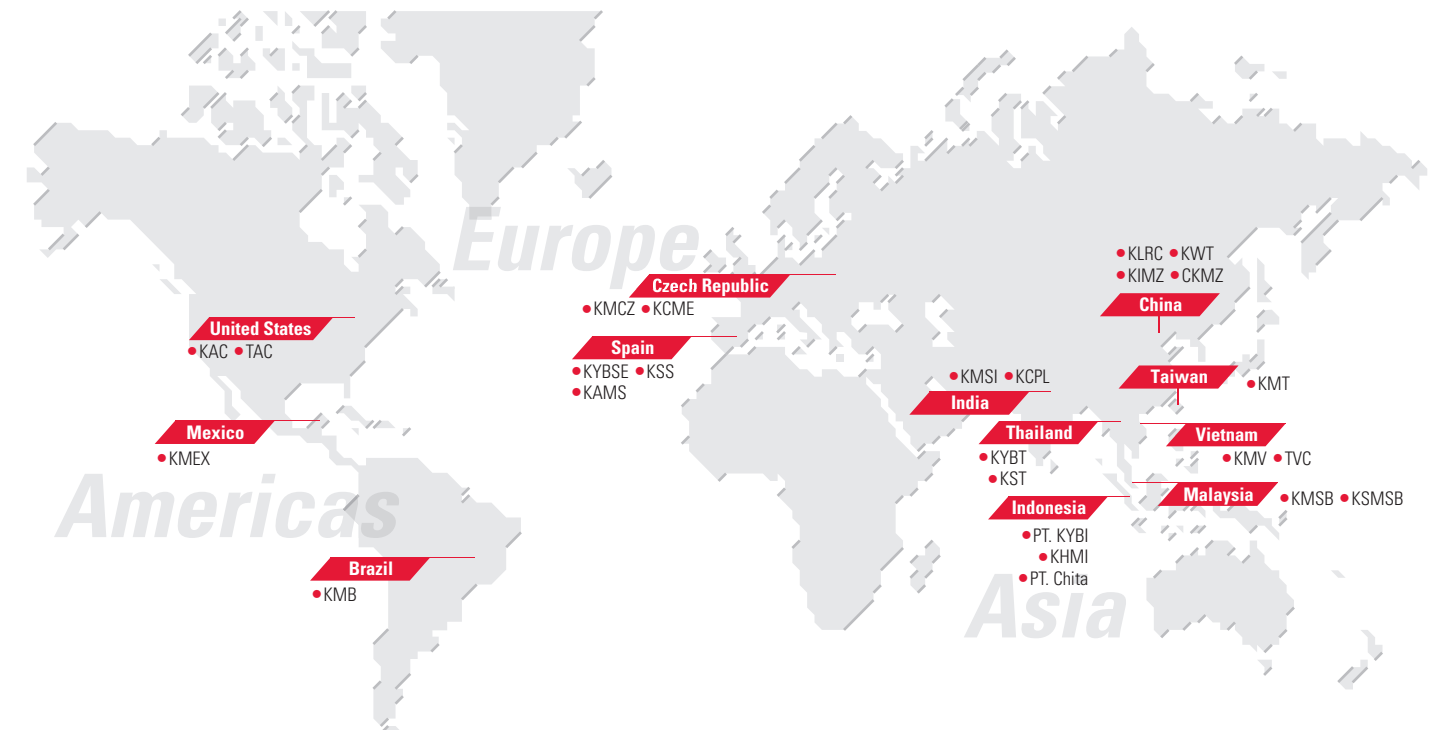 Europe
Czech Republic
●KMCZ ●KCME
Spain
●KYBSE ●KSS
●KAMS
Americas
United States
●KAC ●TAC
Mexico
●KMEX
Brazil
●KMB
Asia
●KLRC ●KWT
●KIMZ ●CKMZ
China
Taiwan
●KMT
●KMSI ●KCPL
India
Thailand
●KYBT
●KST
Vietnam
●KMV ●TVC
Malaysia
●KMSB ●KSMSB
Indonesia
●PT. KYBI
●KHMI
●PT. Chita